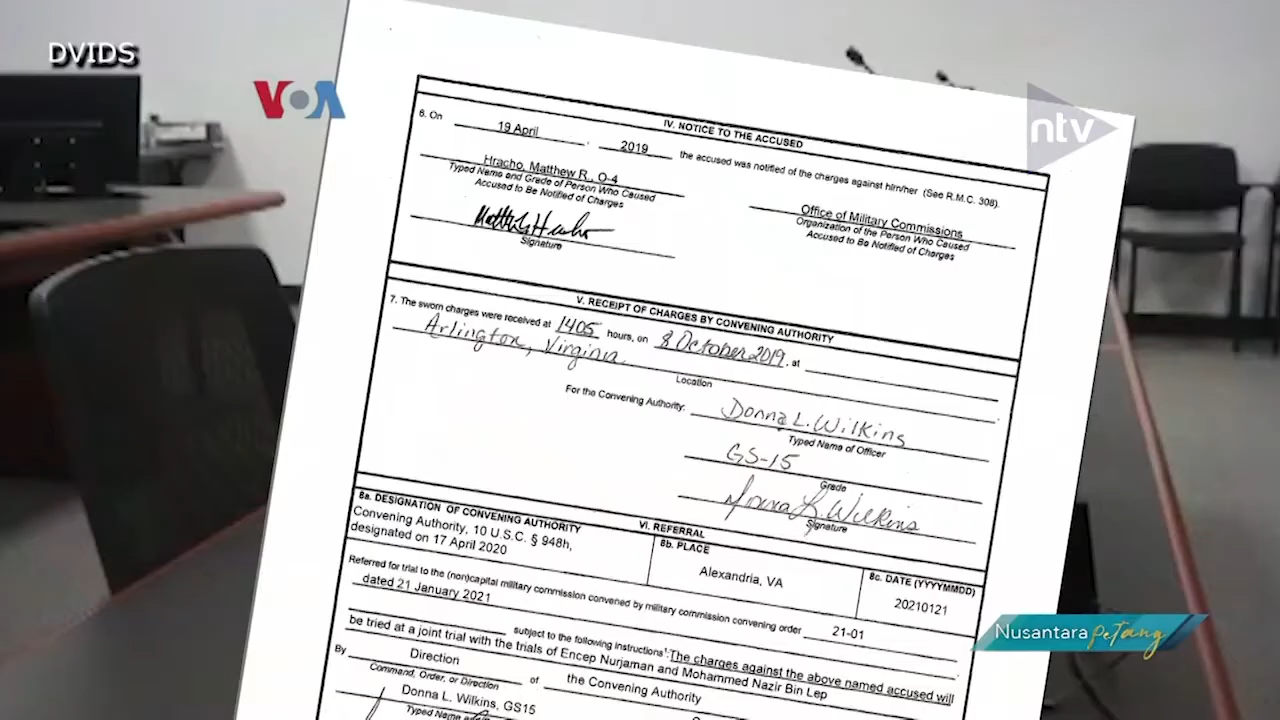 DVIDS
VOA
ntv
IV. NOTICE TO THE ACCUSED
6. On 19 April , 2019 the accused was notified of the charges against him/her (See R.M.C. 308).
Hracho, Matthew R., O-4
Typed Name and Grade of Person Who Caused
Accused to Be Notified of Charges
Office of Military Commissions
Organization of the Person Who Caused
Accused to Be Notified of Charges
Signature
V. RECEIPT OF CHARGES BY CONVENING AUTHORITY
7. The sworn charges were received at 1405 hours, on 8 October 2019, at
Arlington, Virginia
Location
For the Convening Authority: Donna L. Wilkins
Typed Name of Officer
GS-15
Grade
Donna L. Wilkins
Signature
VI. REFERRAL
8a. DESIGNATION OF CONVENING AUTHORITY
Convening Authority, 10 U.S.C. § 948h,
designated on 17 April 2020
8b. PLACE
Alexandria, VA
8c. DATE (YYYYMMDD)
20210121
Referred for trial to the (non)capital military commission convened by military commission convening order 21-01
dated 21 January 2021
subject to the following instructions¹: The charges against the above named accused will
be tried at a joint trial with the trials of Encep Nurjaman and Mohammed Nazir Bin Lep
By Direction of the Convening Authority
Command, Order, or Direction
Donna L. Wilkins, GS15
Typed Name
Nusantara petang